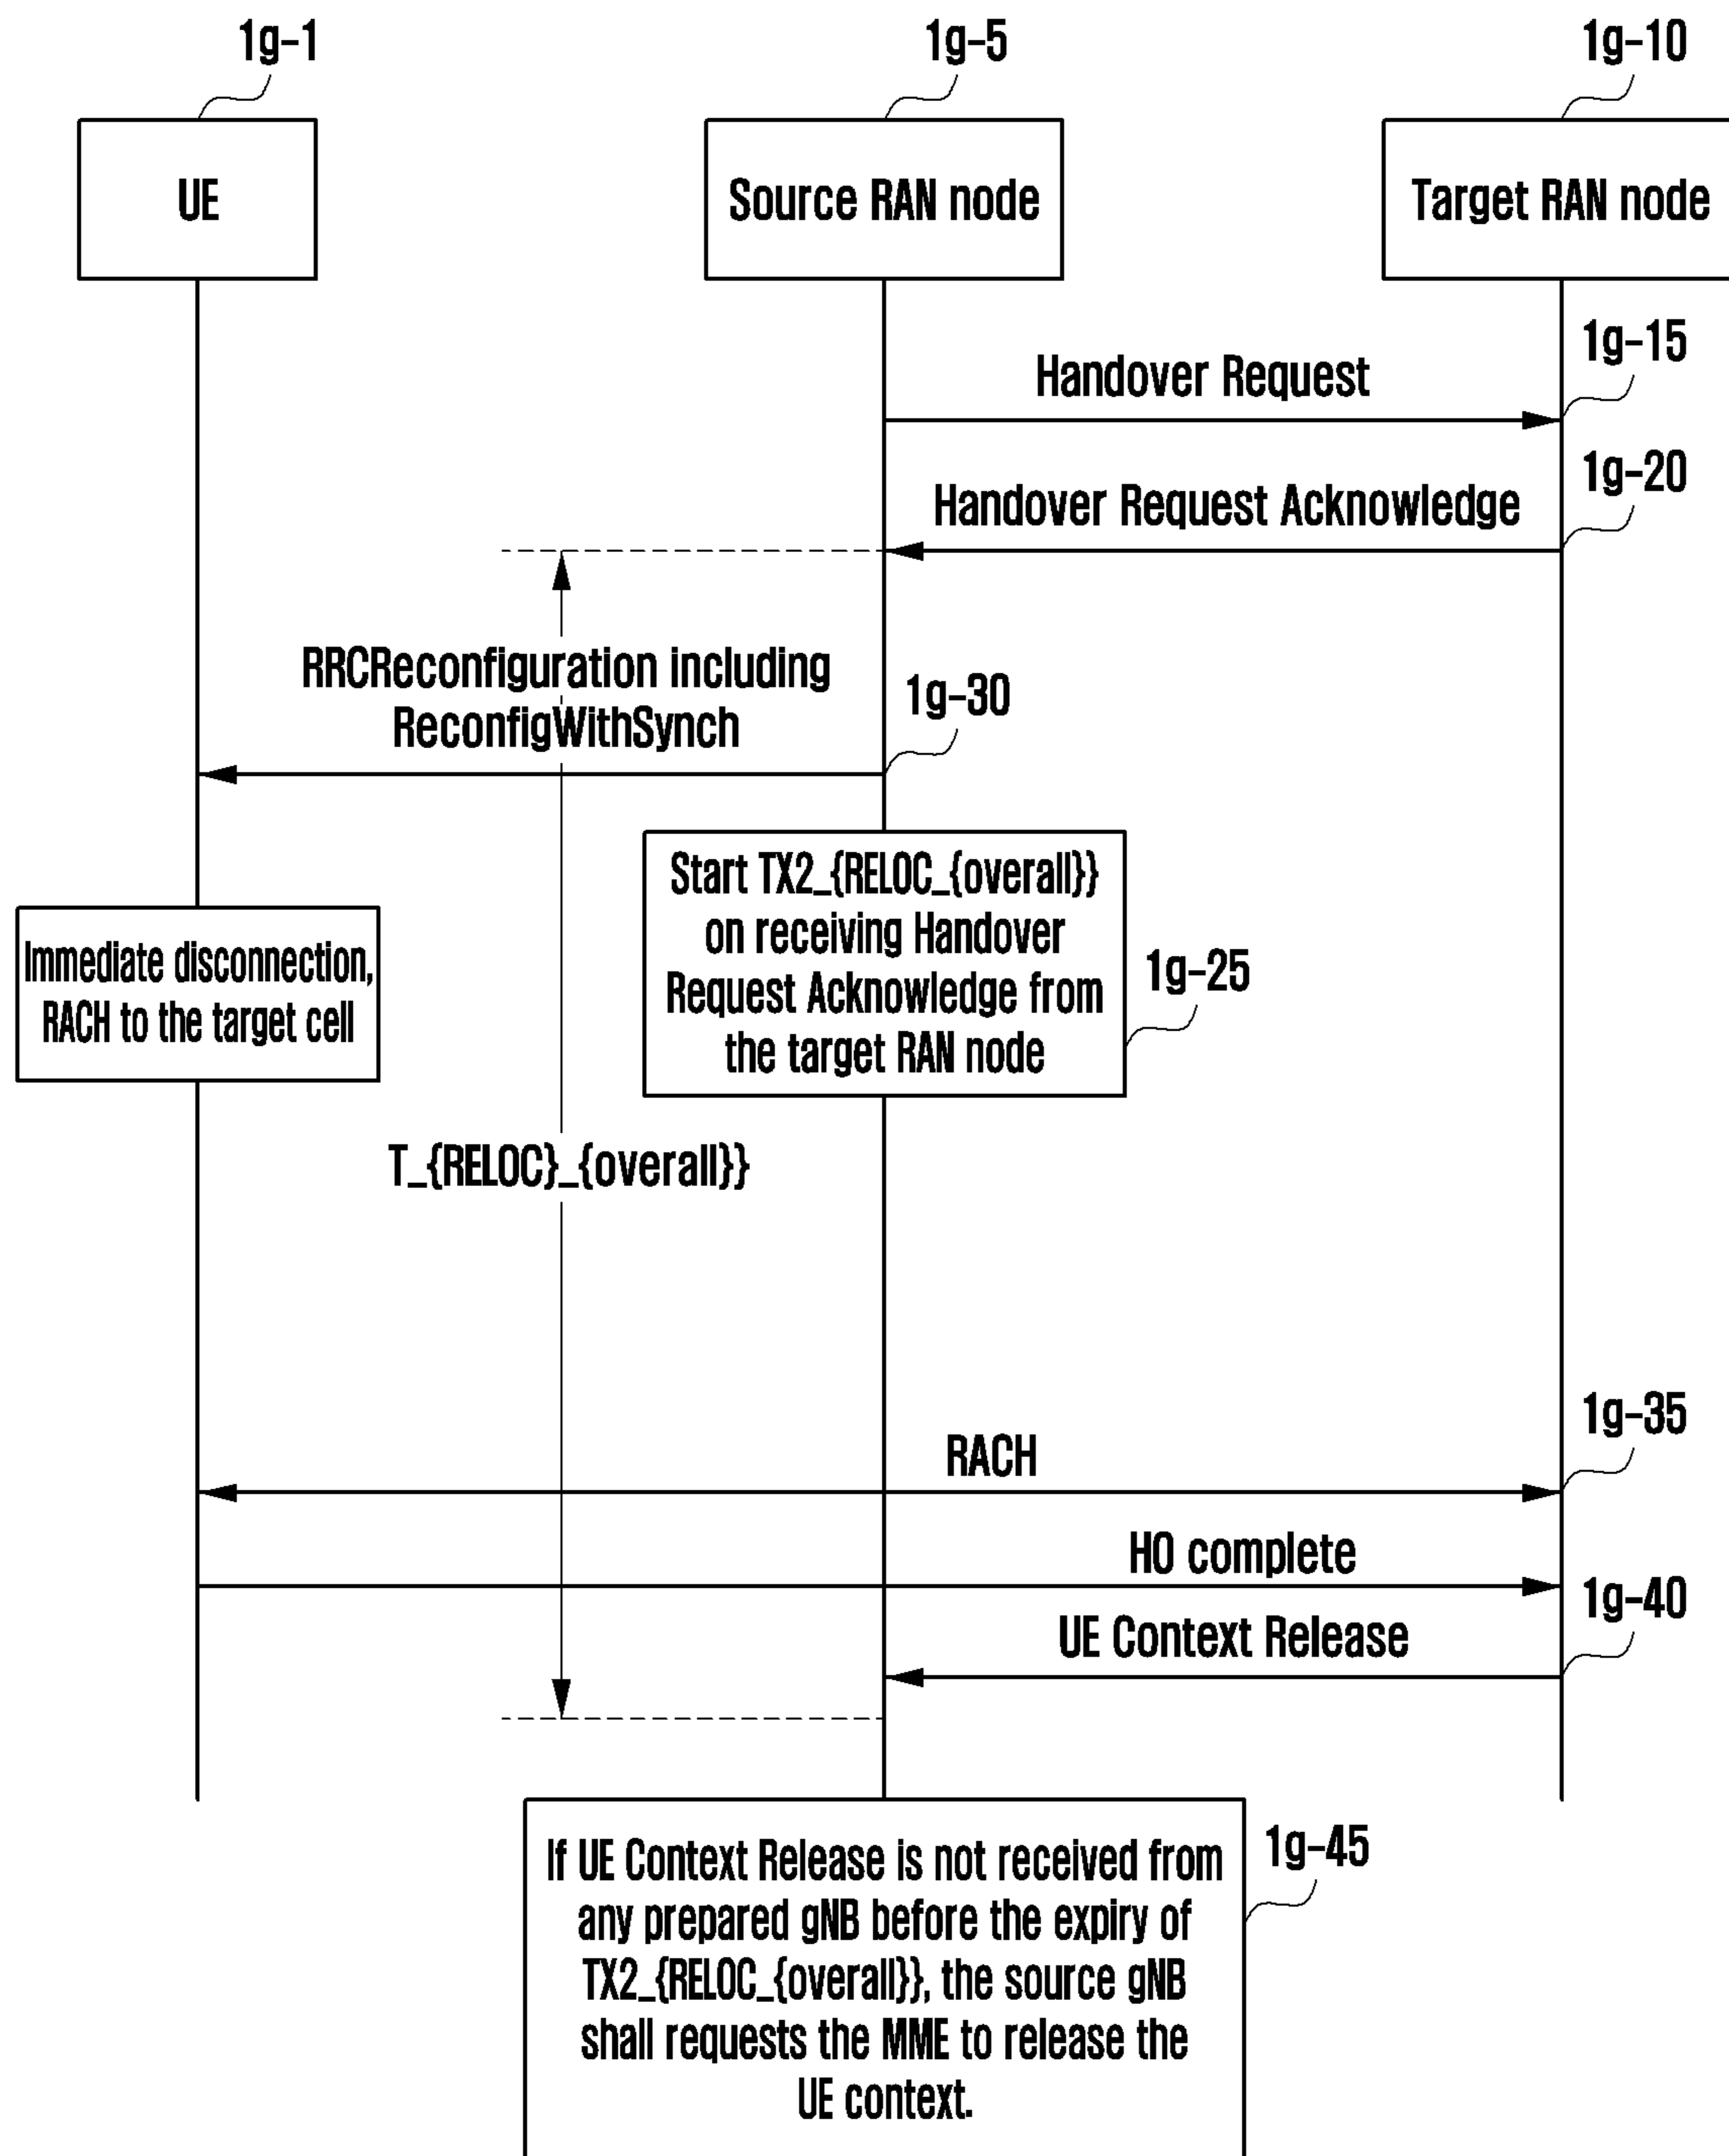 1g-1
1g-5
1g-10
UE
Source RAN node
Target RAN node
1g-15
Handover Request
1g-20
Handover Request Acknowledge
RRCReconfiguration including
ReconfigWithSynch
1g-30
Start TX2_{RELOC_{overall}}
on receiving Handover
Request Acknowledge from
the target RAN node
1g-25
Immediate disconnection,
RACH to the target cell
T_{RELOC}_{overall}}
1g-35
RACH
HO complete
1g-40
UE Context Release
If UE Context Release is not received from
any prepared gNB before the expiry of
TX2_{RELOC_{overall}}, the source gNB
shall requests the MME to release the
UE context.
1g-45